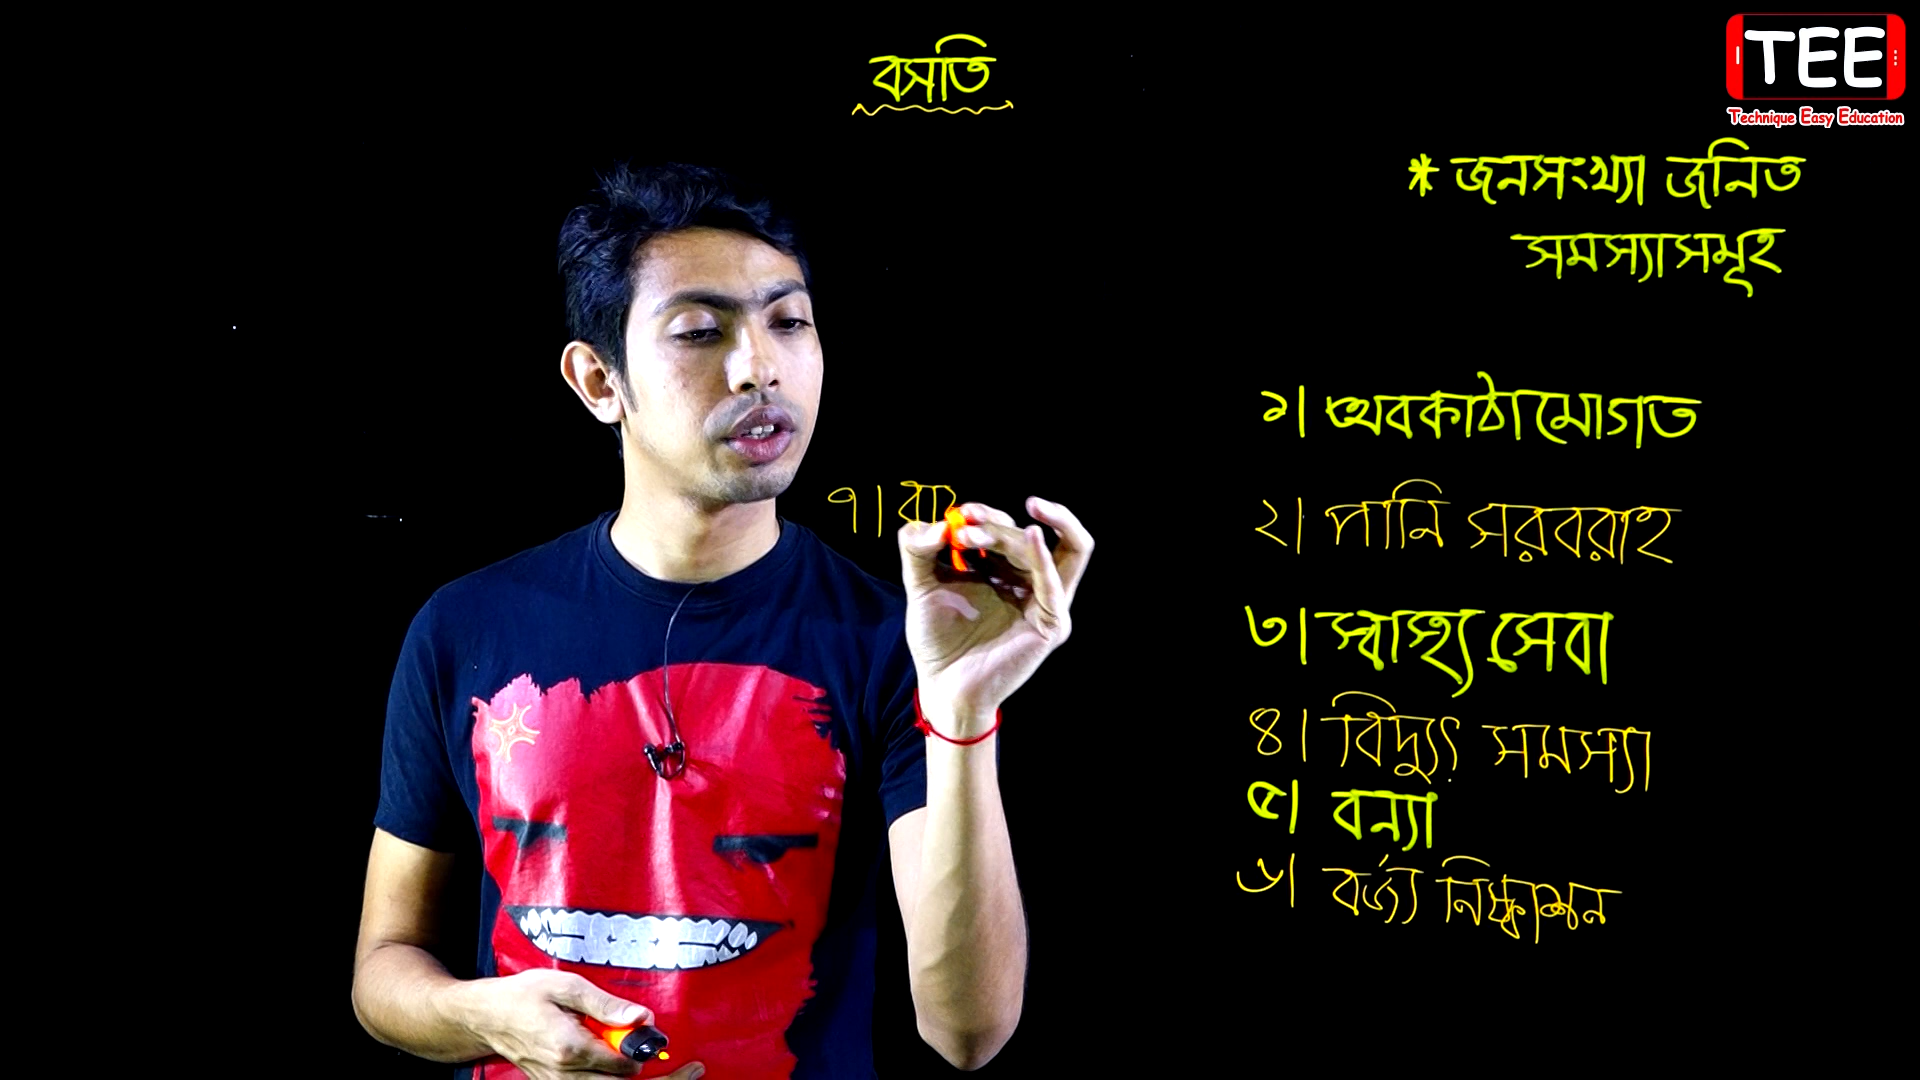 বসতি
TEE
Technique Easy Education
* জনসংখ্যা জনিত
সমস্যাসমূহ
১। অবকাঠামোগত
২। পানি সরবরাহ
৩। স্বাস্থ্য সেবা
৪। বিদ্যুৎ সমস্যা
৫। বন্যা
৬। বর্জ্য নিষ্কাশন
৭।